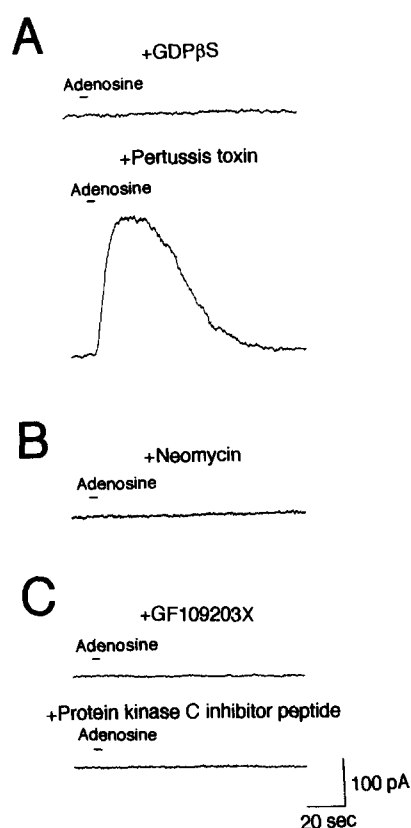 A
+GDPβS
Adenosine
+Pertussis toxin
Adenosine
B
+Neomycin
Adenosine
C
+GF109203X
Adenosine
+Protein kinase C inhibitor peptide
Adenosine
100 pA
20 sec